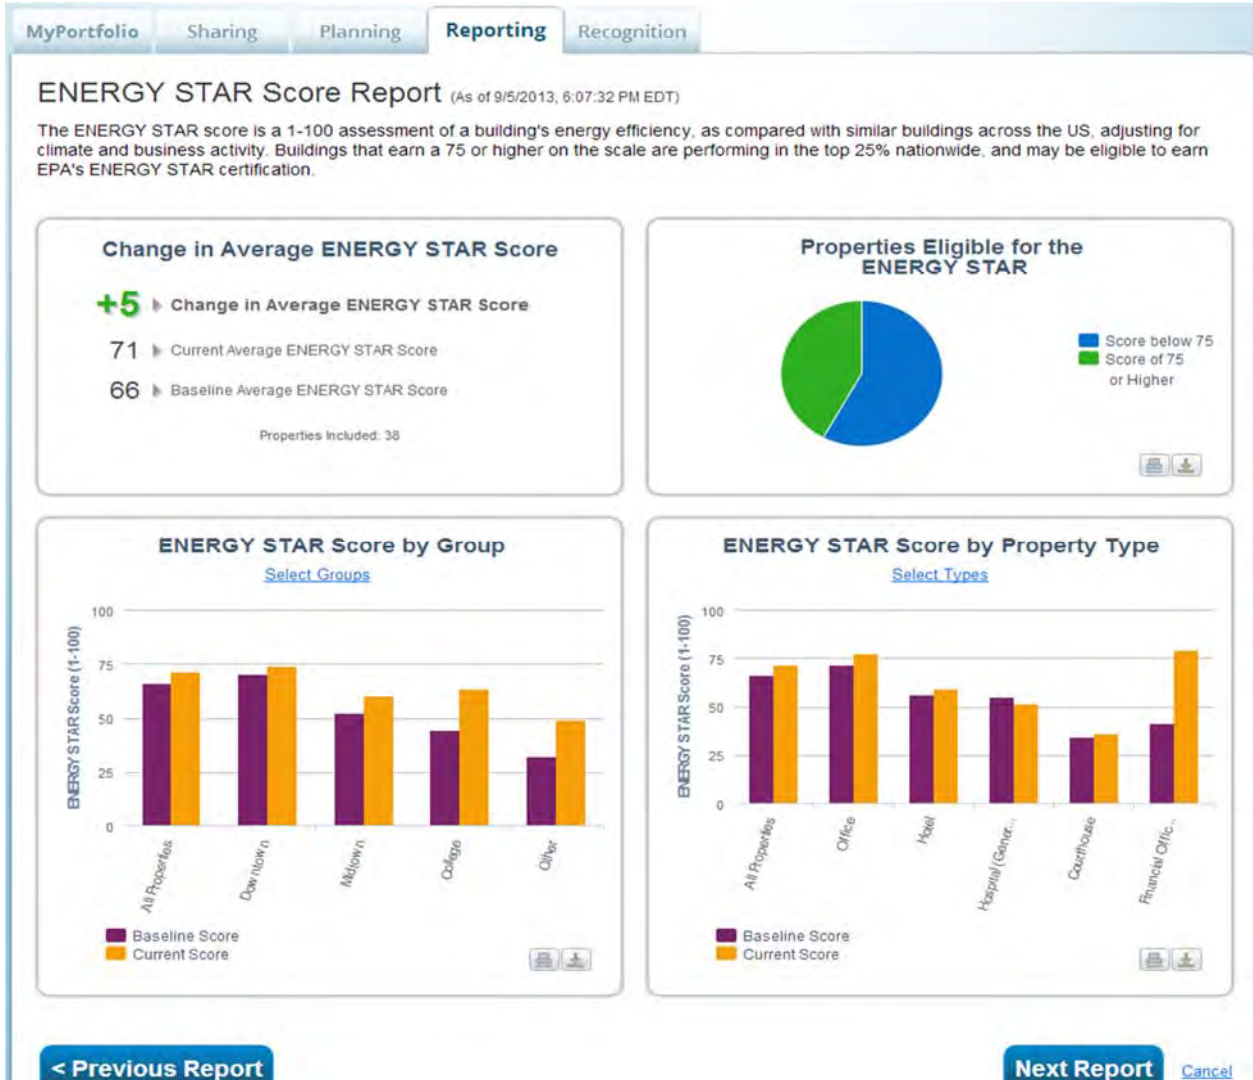 MyPortfolio
Sharing
Planning
Reporting
Recognition
ENERGY STAR Score Report (As of 9/5/2013, 6:07:32 PM EDT)
The ENERGY STAR score is a 1-100 assessment of a building's energy efficiency, as compared with similar buildings across the US, adjusting for
climate and business activity. Buildings that earn a 75 or higher on the scale are performing in the top 25% nationwide, and may be eligible to earn
EPA's ENERGY STAR certification.
Change in Average ENERGY STAR Score
+5 Change in Average ENERGY STAR Score
71 Current Average ENERGY STAR Score
66 Baseline Average ENERGY STAR Score
Properties Included: 38
Properties Eligible for the
ENERGY STAR
Score below 75
Score of 75
or Higher
ENERGY STAR Score by Group
Select Groups
ENERGY STAR Score (1-100)
100
75
50
25
0
All Properties
Downtown
Midtown
College
Other
Baseline Score
Current Score
ENERGY STAR Score by Property Type
Select Types
ENERGY STAR Score (1-100)
100
75
50
25
0
All Properties
Office
Hotel
Hospital (Gener...
Courthouse
Financial Offic...
Baseline Score
Current Score
< Previous Report
Next Report
Cancel